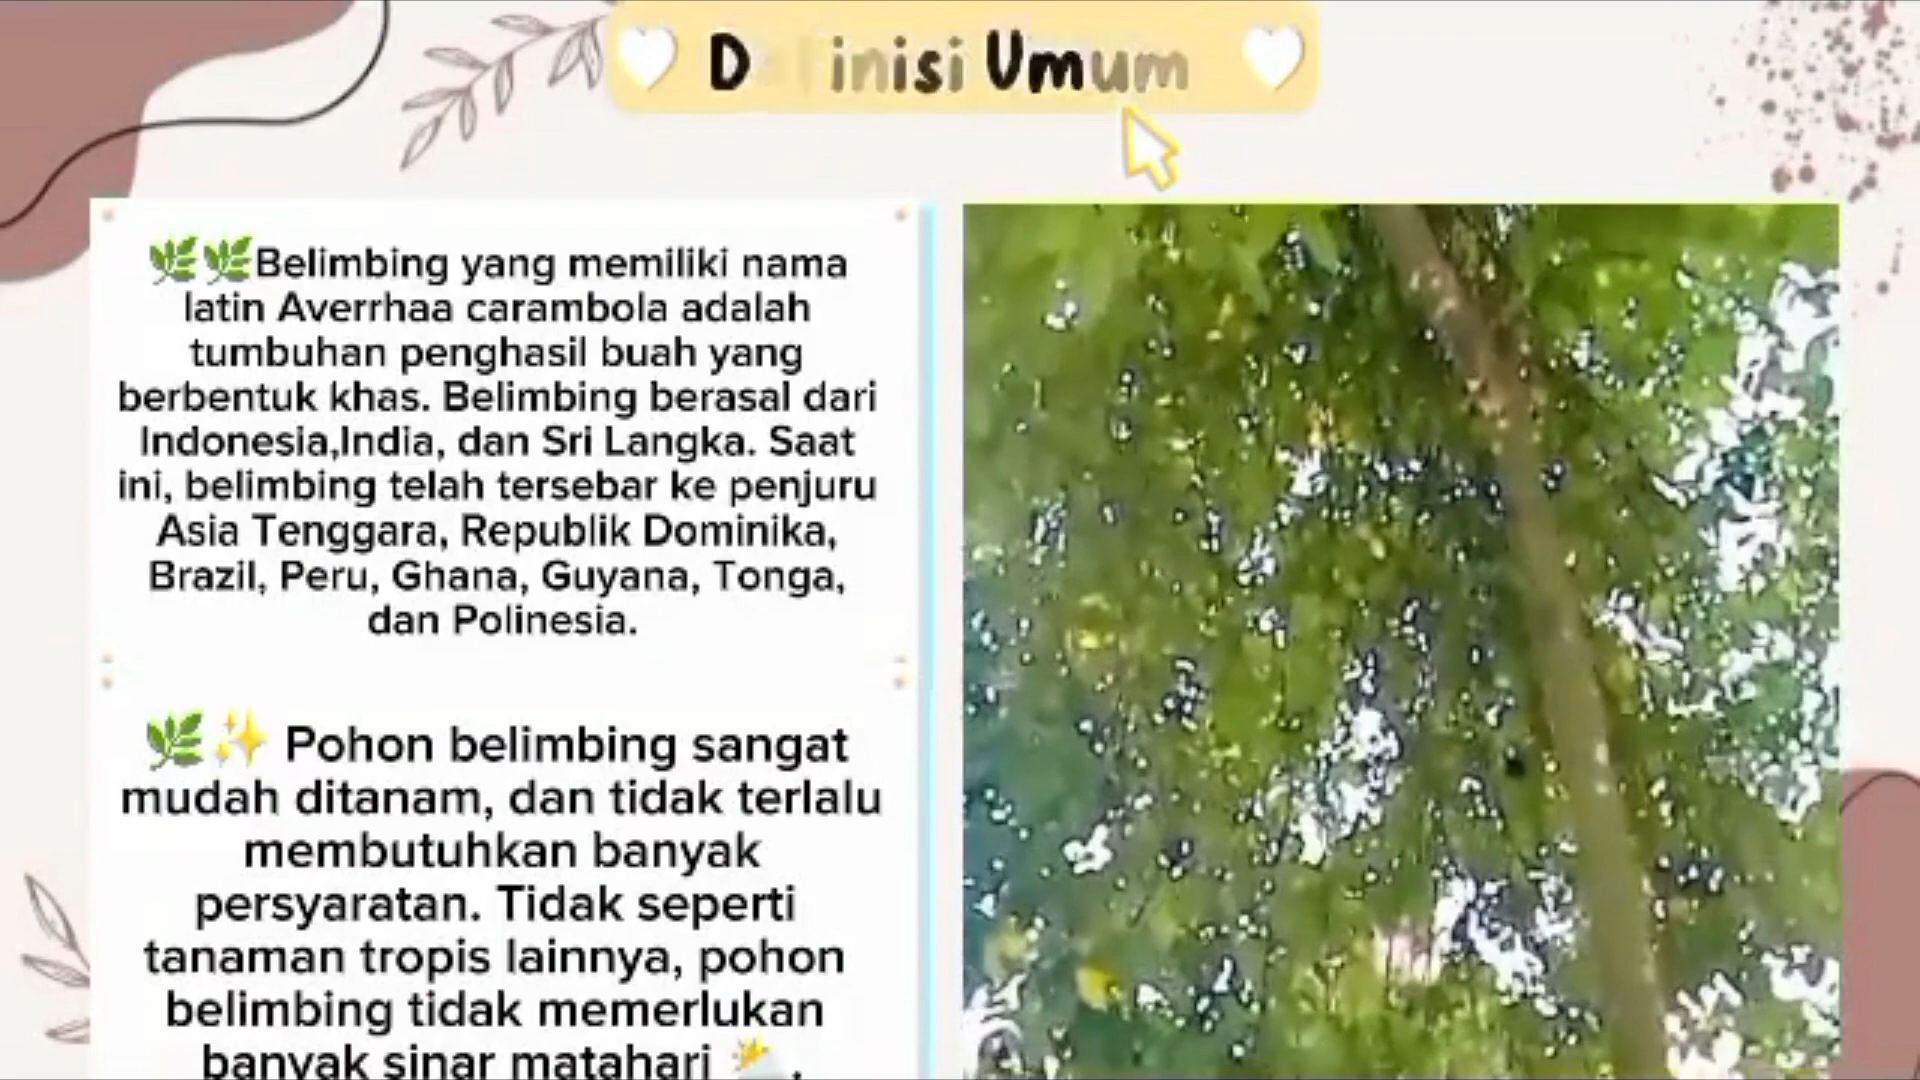 Definisi Umum
🌿🌿Belimbing yang memiliki nama
latin Averrhaa carambola adalah
tumbuhan penghasil buah yang
berbentuk khas. Belimbing berasal dari
Indonesia,India, dan Sri Langka. Saat
ini, belimbing telah tersebar ke penjuru
Asia Tenggara, Republik Dominika,
Brazil, Peru, Ghana, Guyana, Tonga,
dan Polinesia.
🌿✨ Pohon belimbing sangat
mudah ditanam, dan tidak terlalu
membutuhkan banyak
persyaratan. Tidak seperti
tanaman tropis lainnya, pohon
belimbing tidak memerlukan
banyak sinar matahari 🌤️.